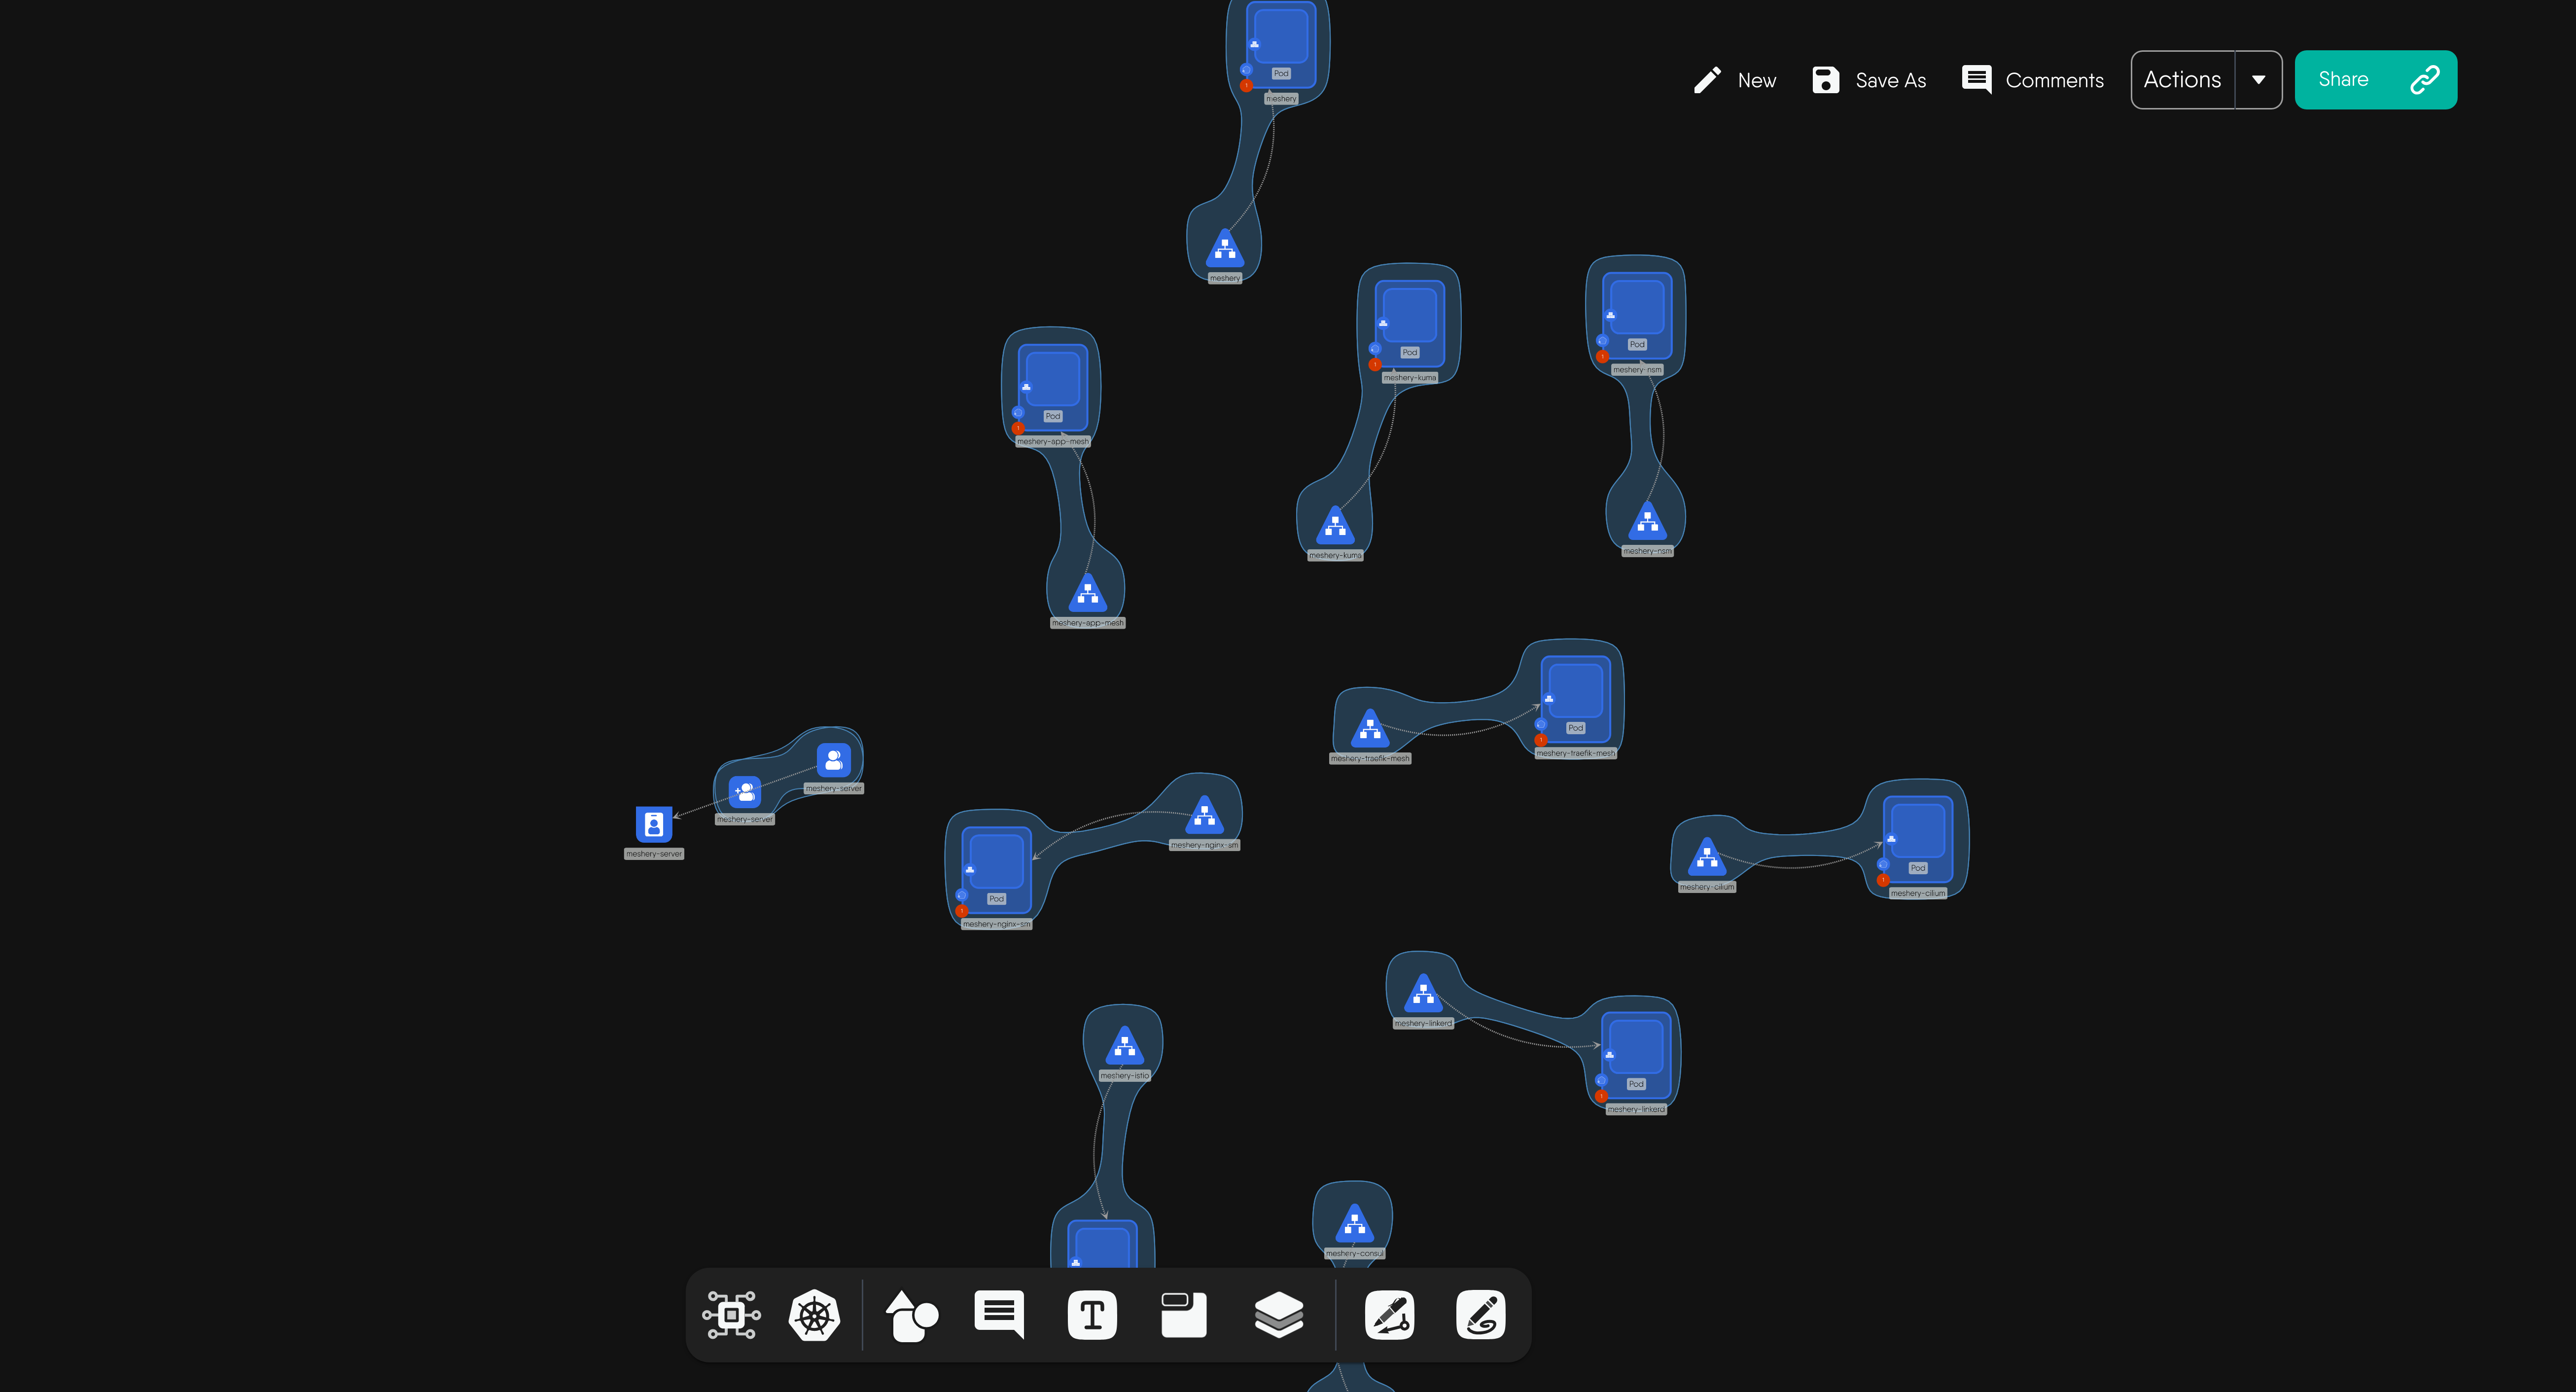 Pod
meshery
New
Save As
Comments
Actions
Share
meshery
Pod
meshery-kuma
Pod
meshery-nsm
Pod
meshery-app-mesh
meshery-kuma
meshery-nsm
meshery-app-mesh
Pod
meshery-traefik-mesh
meshery-traefik-mesh
meshery-server
meshery-server
meshery-server
meshery-nginx-sm
Pod
meshery-nginx-sm
meshery-cilium
Pod
meshery-cilium
meshery-linkerd
Pod
meshery-linkerd
meshery-istio
meshery-consul
T